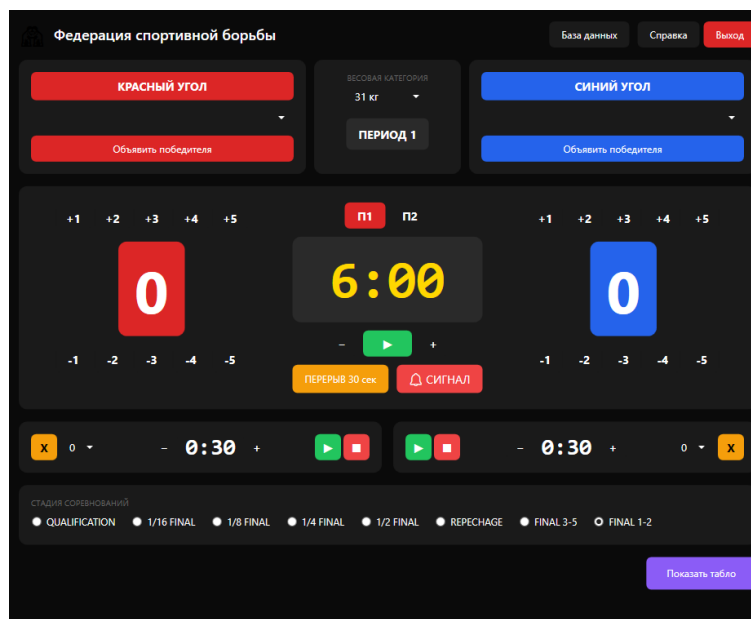 Федерация спортивной борьбы
База данных
Справка
Выход
КРАСНЫЙ УГОЛ
Объявить победителя
ВЕСОВАЯ КАТЕГОРИЯ
31 кг
ПЕРИОД 1
СИНИЙ УГОЛ
Объявить победителя
+1 +2 +3 +4 +5
0
-1 -2 -3 -4 -5
П1 П2
6:00
− +
ПЕРЕРЫВ 30 сек
СИГНАЛ
+1 +2 +3 +4 +5
0
-1 -2 -3 -4 -5
X 0 − 0:30 +
− 0:30 + 0 X
СТАДИЯ СОРЕВНОВАНИЙ
QUALIFICATION 1/16 FINAL 1/8 FINAL 1/4 FINAL 1/2 FINAL REPECHAGE FINAL 3-5 FINAL 1-2
Показать табло